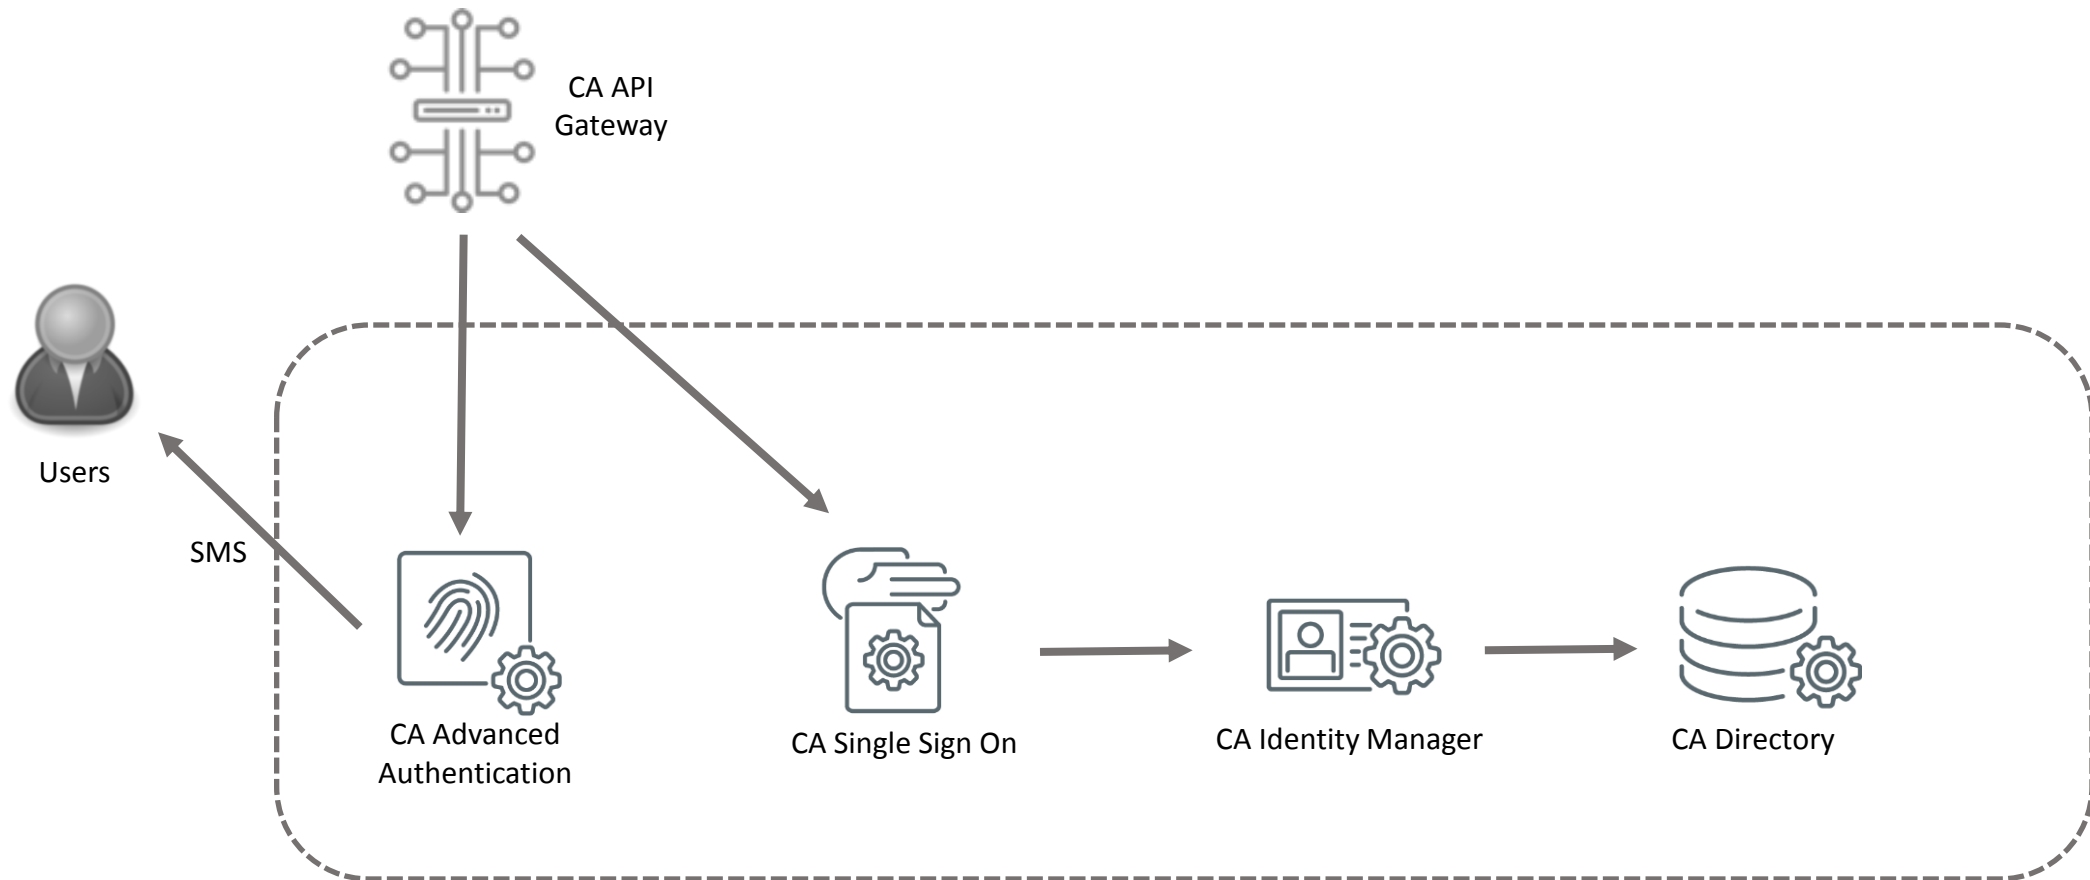 CA API
Gateway
Users
SMS
CA Advanced
Authentication
CA Single Sign On
CA Identity Manager
CA Directory